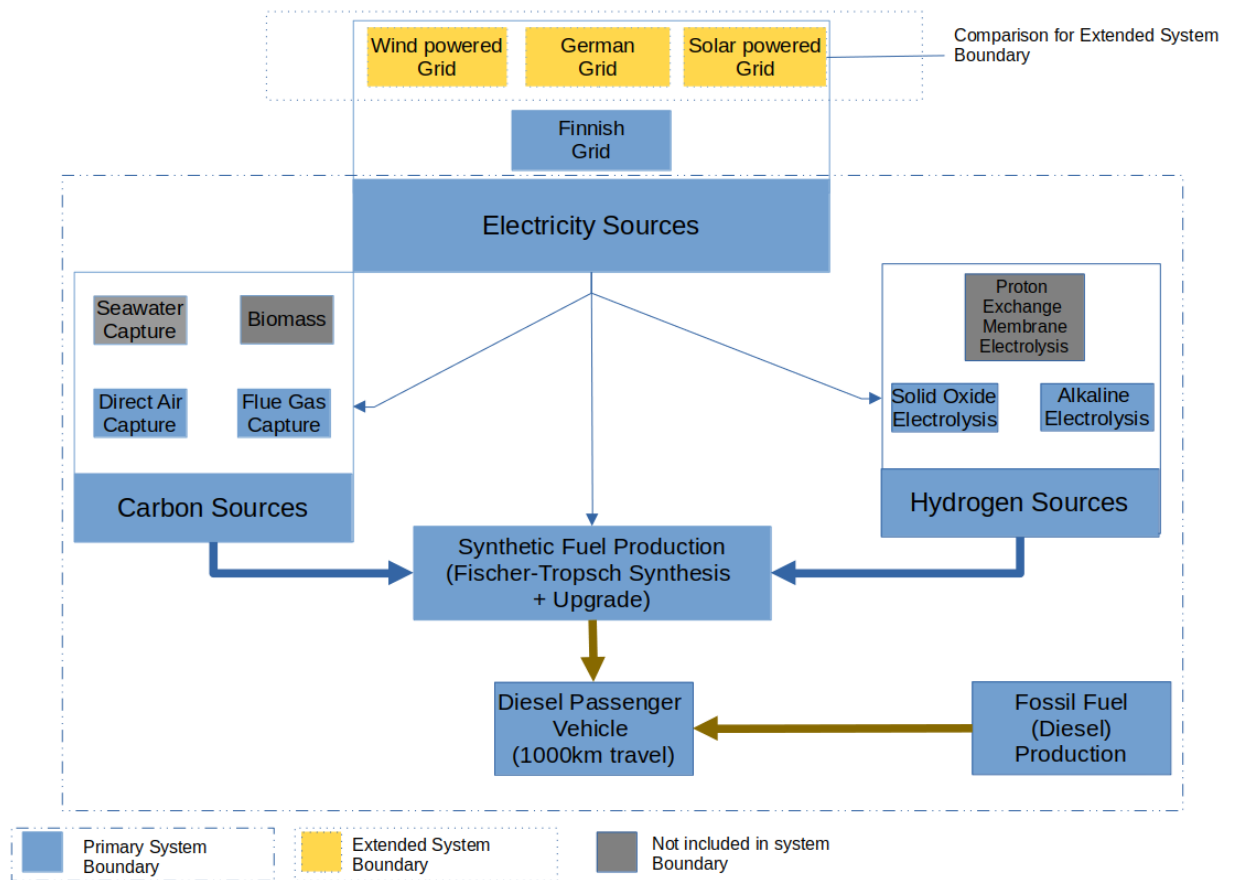 Wind powered
Grid
German
Grid
Solar powered
Grid
Comparison for Extended System
Boundary
Finnish
Grid
Electricity Sources
Seawater
Capture
Biomass
Direct Air
Capture
Flue Gas
Capture
Carbon Sources
Proton
Exchange
Membrane
Electrolysis
Solid Oxide
Electrolysis
Alkaline
Electrolysis
Hydrogen Sources
Synthetic Fuel Production
(Fischer-Tropsch Synthesis
+ Upgrade)
Diesel Passenger
Vehicle
(1000km travel)
Fossil Fuel
(Diesel)
Production
Primary System
Boundary
Extended System
Boundary
Not included in system
Boundary